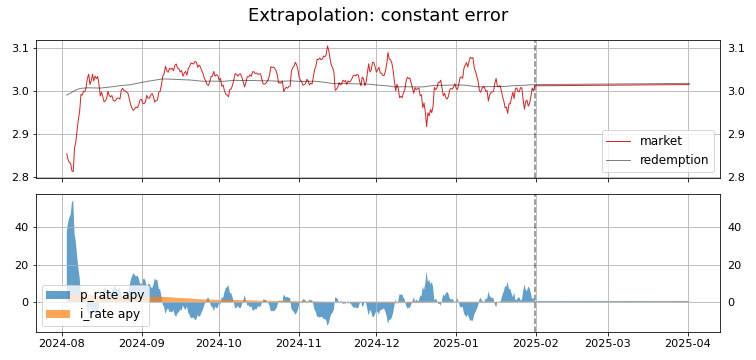 Extrapolation: constant error
3.1 3.1
3.0 3.0
2.9 2.9
2.8 2.8
market
redemption
40 40
20 20
0 0
p_rate apy
i_rate apy
2024-08 2024-09 2024-10 2024-11 2024-12 2025-01 2025-02 2025-03 2025-04